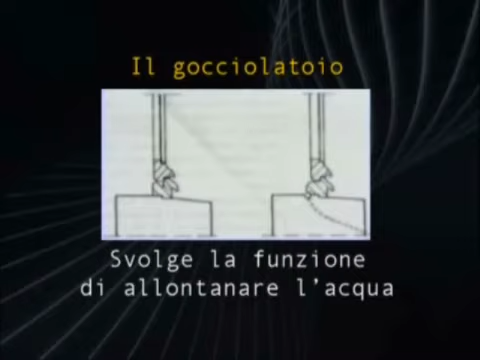 Il gocciolatoio
Svolge la funzione
di allontanare l'acqua